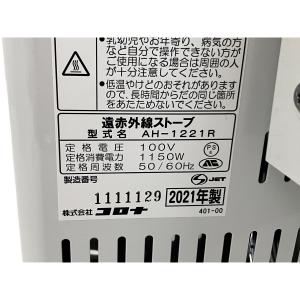 ●乳幼児やお年寄り、病気の方
など自分で操作できない方が
ご使用になる場合は周囲の人
が十分注意してください。
●低温やけどのおそれがありますの
で、長時間からだの同じ箇所を
あたためないでください。
遠赤外線ストーブ
型式名 AH-1221R
定格電圧 100V
定格消費電力 1150W
定格周波数 50/60Hz
PS
E
JET
製造番号
1111129 2021年製
株式会社 コロナ 401-00